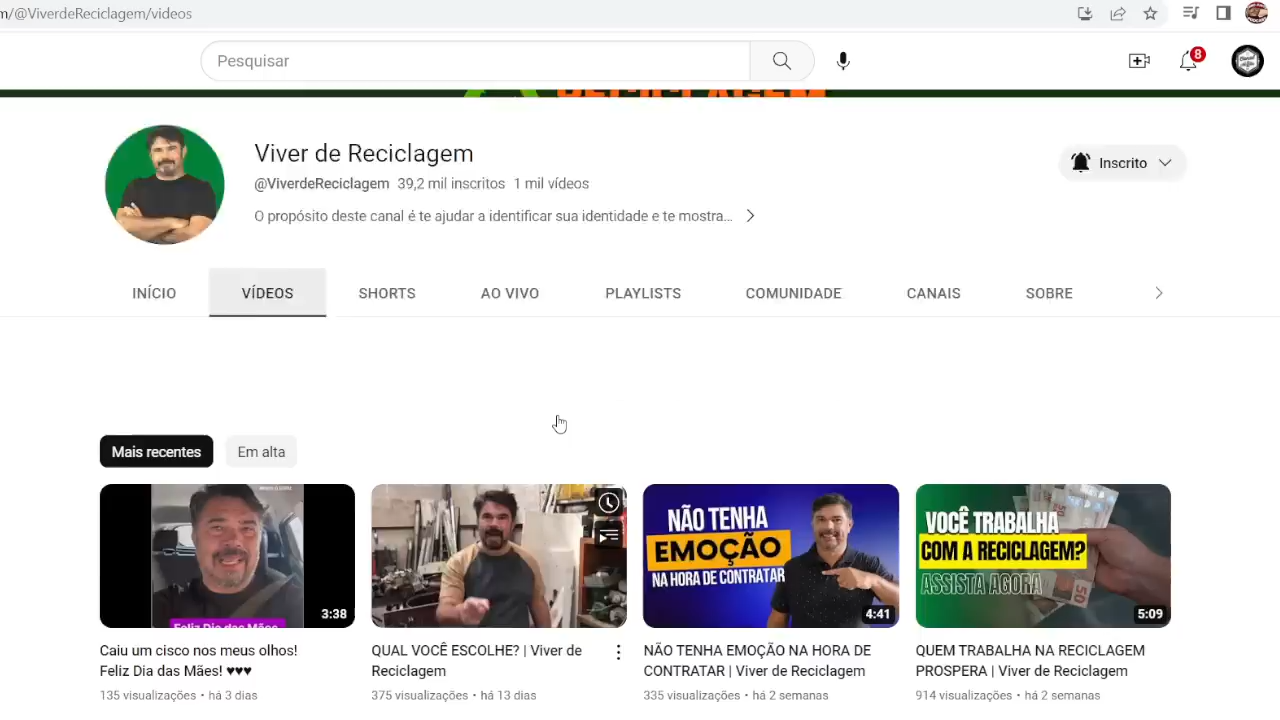 m/@ViverdeReciclagem/videos
Pesquisar
8
Viver de Reciclagem
@ViverdeReciclagem 39,2 mil inscritos 1 mil vídeos
Inscrito
O propósito deste canal é te ajudar a identificar sua identidade e te mostra...
INÍCIO VÍDEOS SHORTS AO VIVO PLAYLISTS COMUNIDADE CANAIS SOBRE
Mais recentes Em alta
3:38
Feliz Dia das Mães
NÃO TENHA
EMOÇÃO
NA HORA DE CONTRATAR
4:41
VOCÊ TRABALHA
COM A RECICLAGEM?
ASSISTA AGORA
50
5:09
Caiu um cisco nos meus olhos!
Feliz Dia das Mães! ♥♥♥
135 visualizações • há 3 dias
QUAL VOCÊ ESCOLHE? | Viver de
Reciclagem
375 visualizações • há 13 dias
NÃO TENHA EMOÇÃO NA HORA DE
CONTRATAR | Viver de Reciclagem
335 visualizações • há 2 semanas
QUEM TRABALHA NA RECICLAGEM
PROSPERA | Viver de Reciclagem
914 visualizações • há 2 semanas